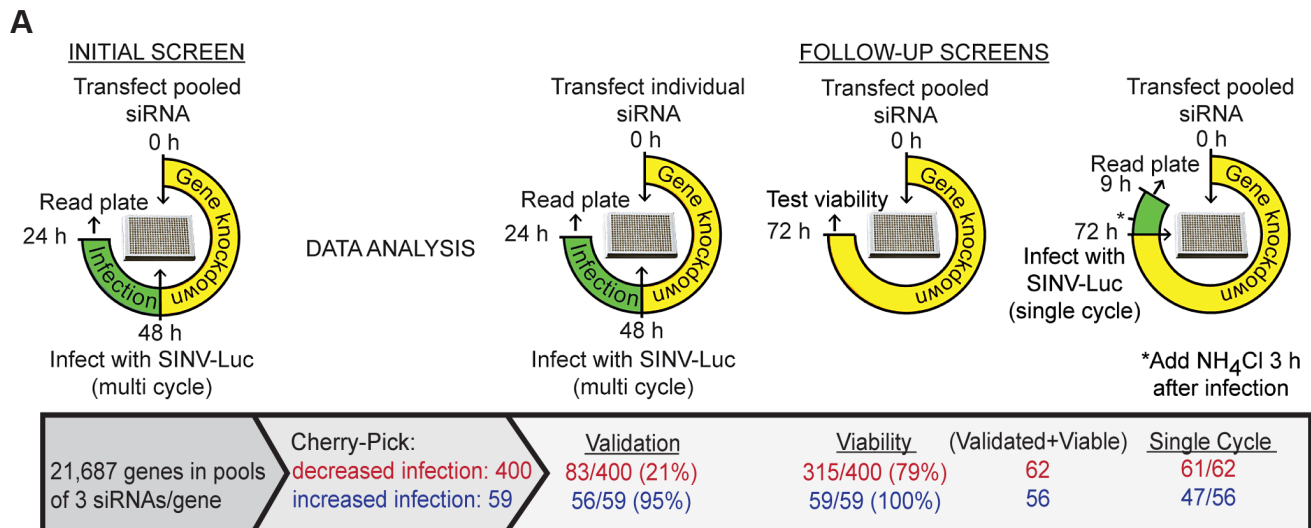 A
INITIAL SCREEN
Transfect pooled
siRNA
0 h
Gene knockdown
Read plate
24 h
Infection
48 h
Infect with SINV-Luc
(multi cycle)
DATA ANALYSIS
FOLLOW-UP SCREENS
Transfect individual
siRNA
0 h
Gene knockdown
Read plate
24 h
Infection
48 h
Infect with SINV-Luc
(multi cycle)
Transfect pooled
siRNA
0 h
Gene knockdown
Test viability
72 h
Transfect pooled
siRNA
0 h
Gene knockdown
Read plate
9 h
*
72 h
Infect with
SINV-Luc
(single cycle)
*Add NH₄Cl 3 h
after infection
21,687 genes in pools
of 3 siRNAs/gene
Cherry-Pick:
decreased infection: 400
increased infection: 59
Validation
83/400 (21%)
56/59 (95%)
Viability
315/400 (79%)
59/59 (100%)
(Validated+Viable)
62
56
Single Cycle
61/62
47/56